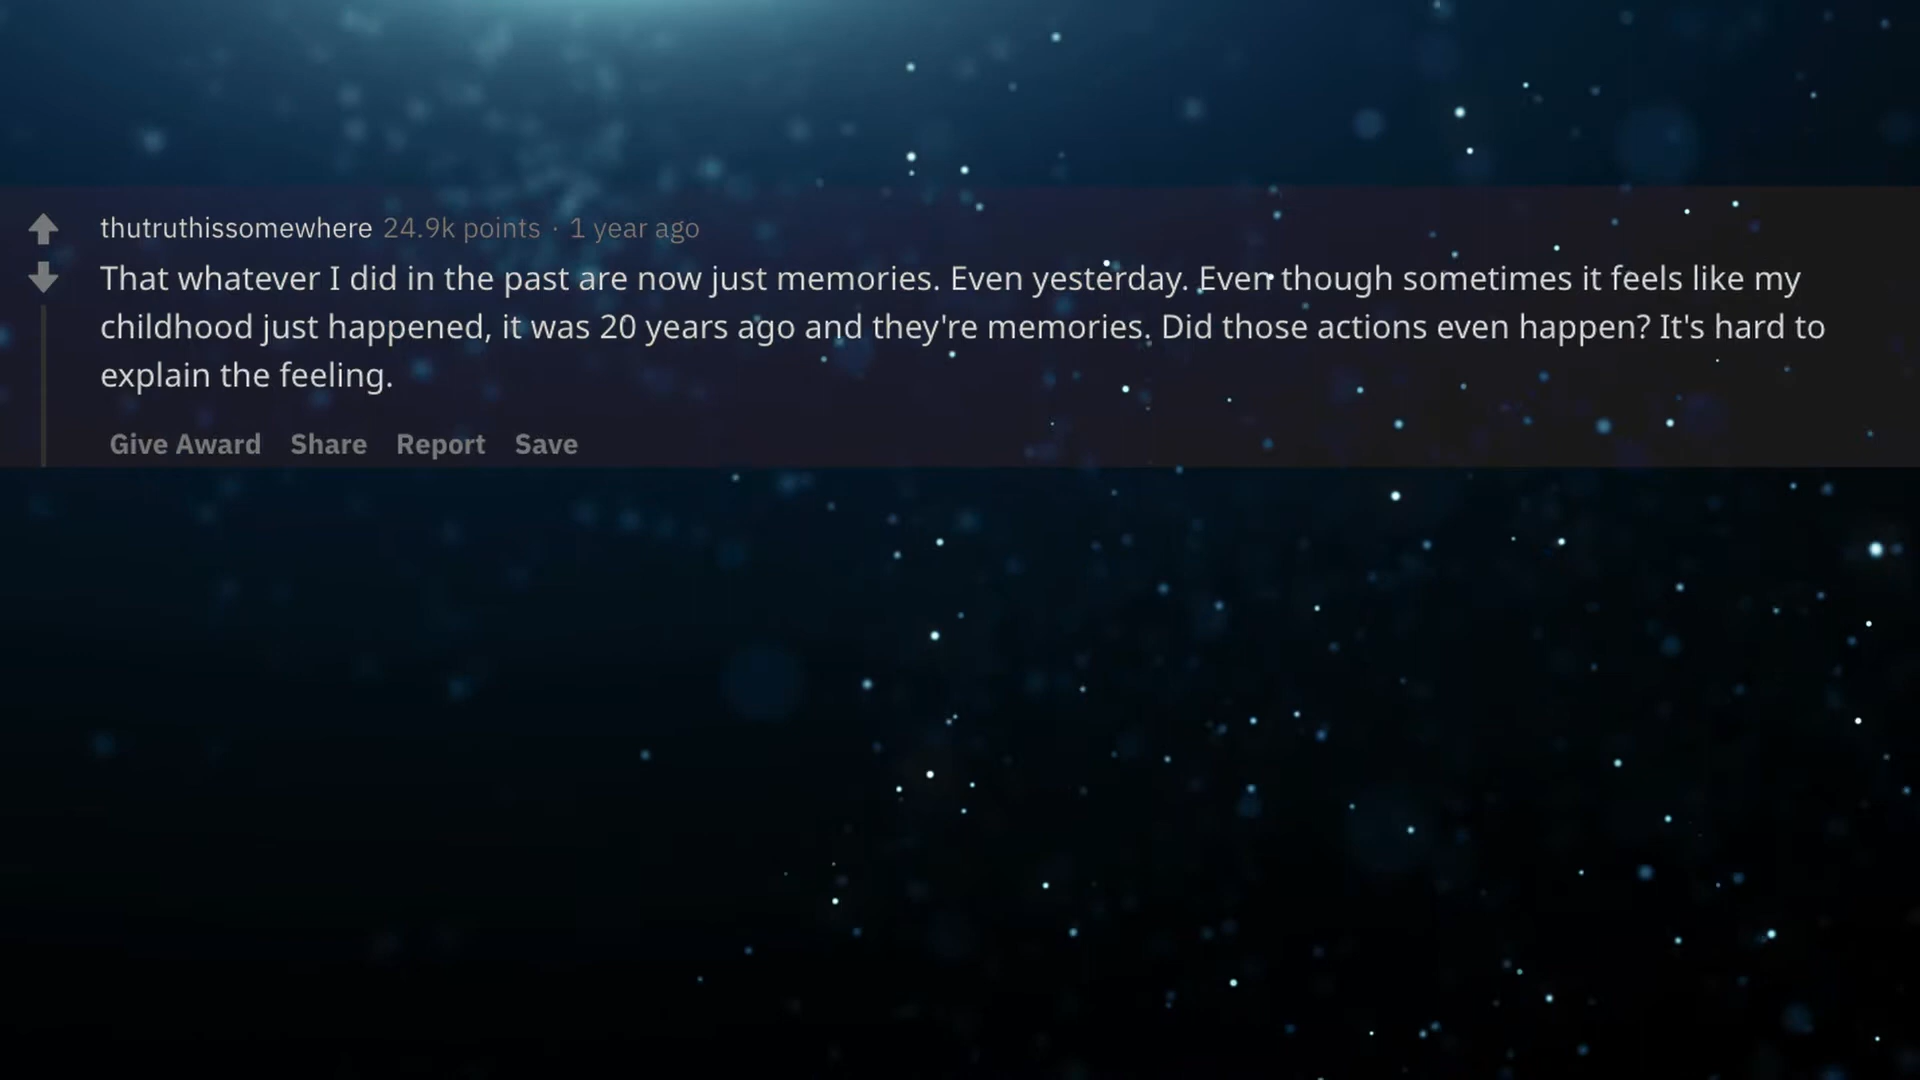 thutruthissomewhere 24.9k points · 1 year ago
That whatever I did in the past are now just memories. Even yesterday. Even though sometimes it feels like my
childhood just happened, it was 20 years ago and they're memories. Did those actions even happen? It's hard to
explain the feeling.
Give Award Share Report Save